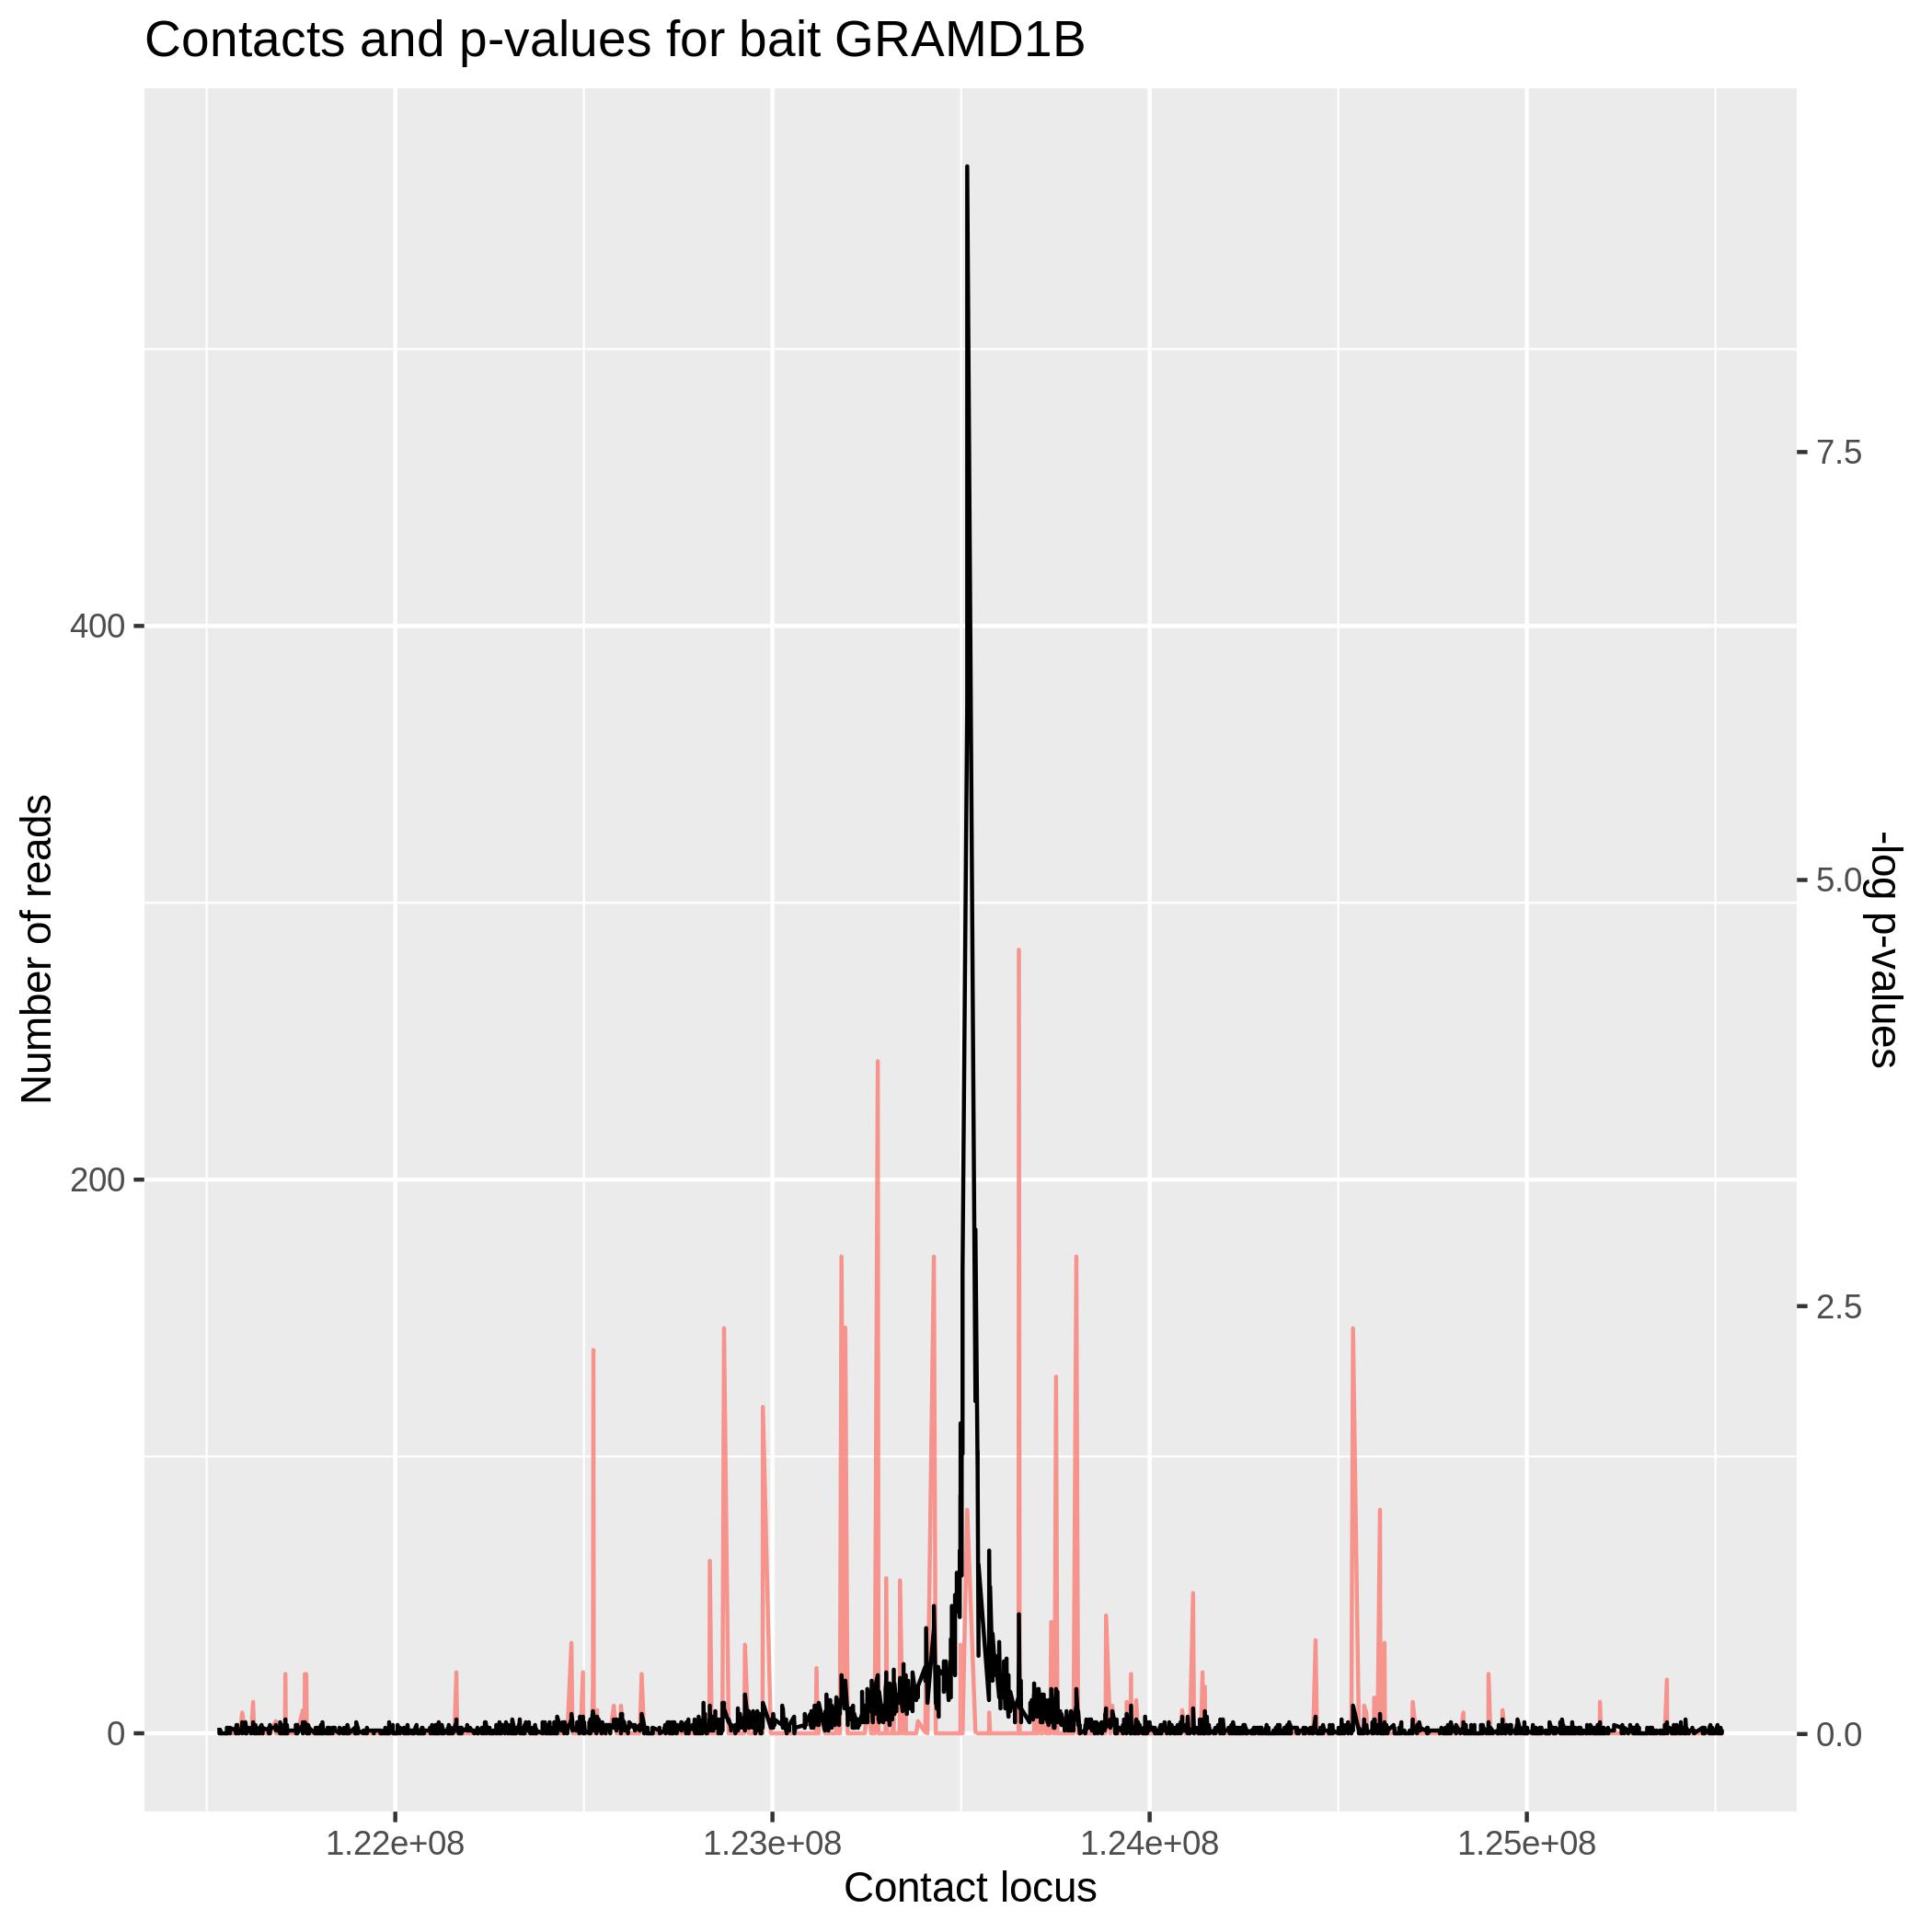 Contacts and p-values for bait GRAMD1B
Number of reads
400
200
0
7.5
5.0
2.5
0.0
-log p-values
1.22e+08
1.23e+08
1.24e+08
1.25e+08
Contact locus